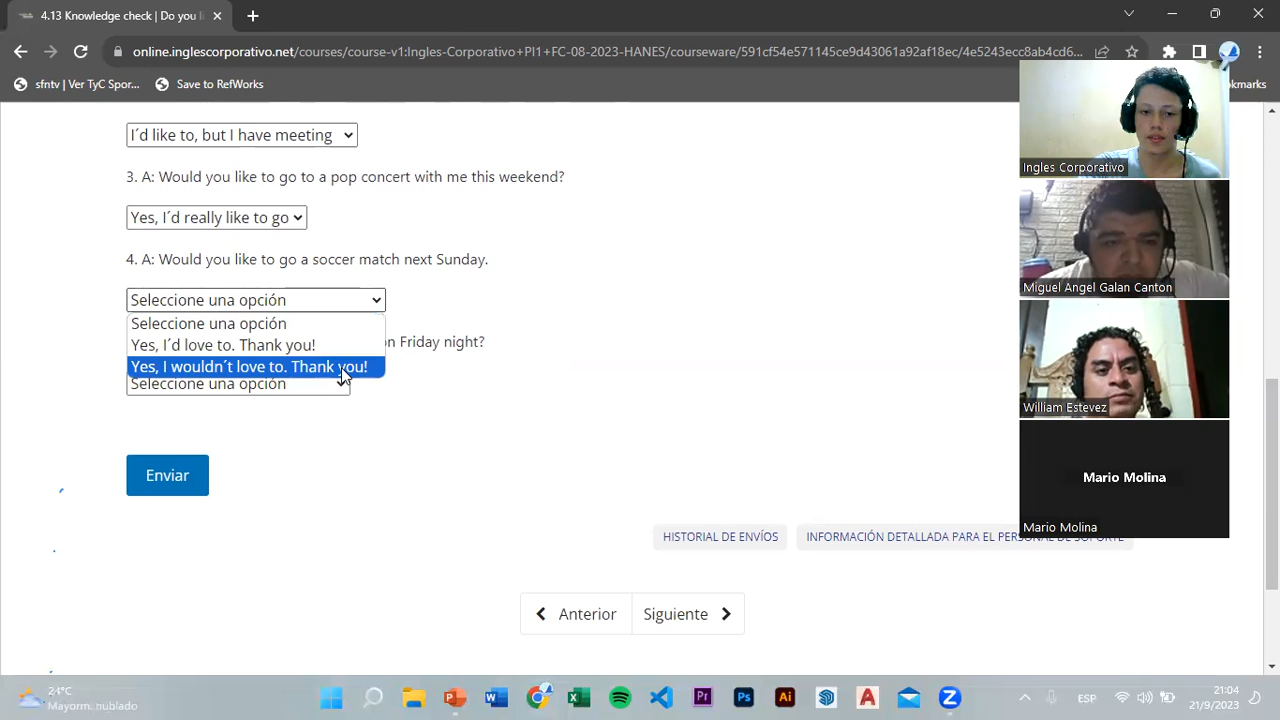 4.13 Knowledge check | Do you li
online.inglescorporativo.net/courses/course-v1:Ingles-Corporativo+PI1+FC-08-2023-HANES/courseware/591cf54e571145ce9d43061a92af18ec/4e5243ecc8ab4cd6...
sfntv | Ver TyC Spor...
Save to RefWorks
okmarks
I´d like to, but I have meeting
Ingles Corporativo
3. A: Would you like to go to a pop concert with me this weekend?
Yes, I´d really like to go
4. A: Would you like to go a soccer match next Sunday.
Miguel Angel Galan Canton
Seleccione una opción
Seleccione una opción
Yes, I´d love to. Thank you!
on Friday night?
Yes, I wouldn´t love to. Thank you!
Seleccione una opción
William Estevez
Enviar
Mario Molina
Mario Molina
HISTORIAL DE ENVÍOS
INFORMACIÓN DETALLADA PARA EL PERSONAL DE SOPORTE
Anterior
Siguiente
24°C
Mayorm. nublado
ESP
21:04
21/9/2023